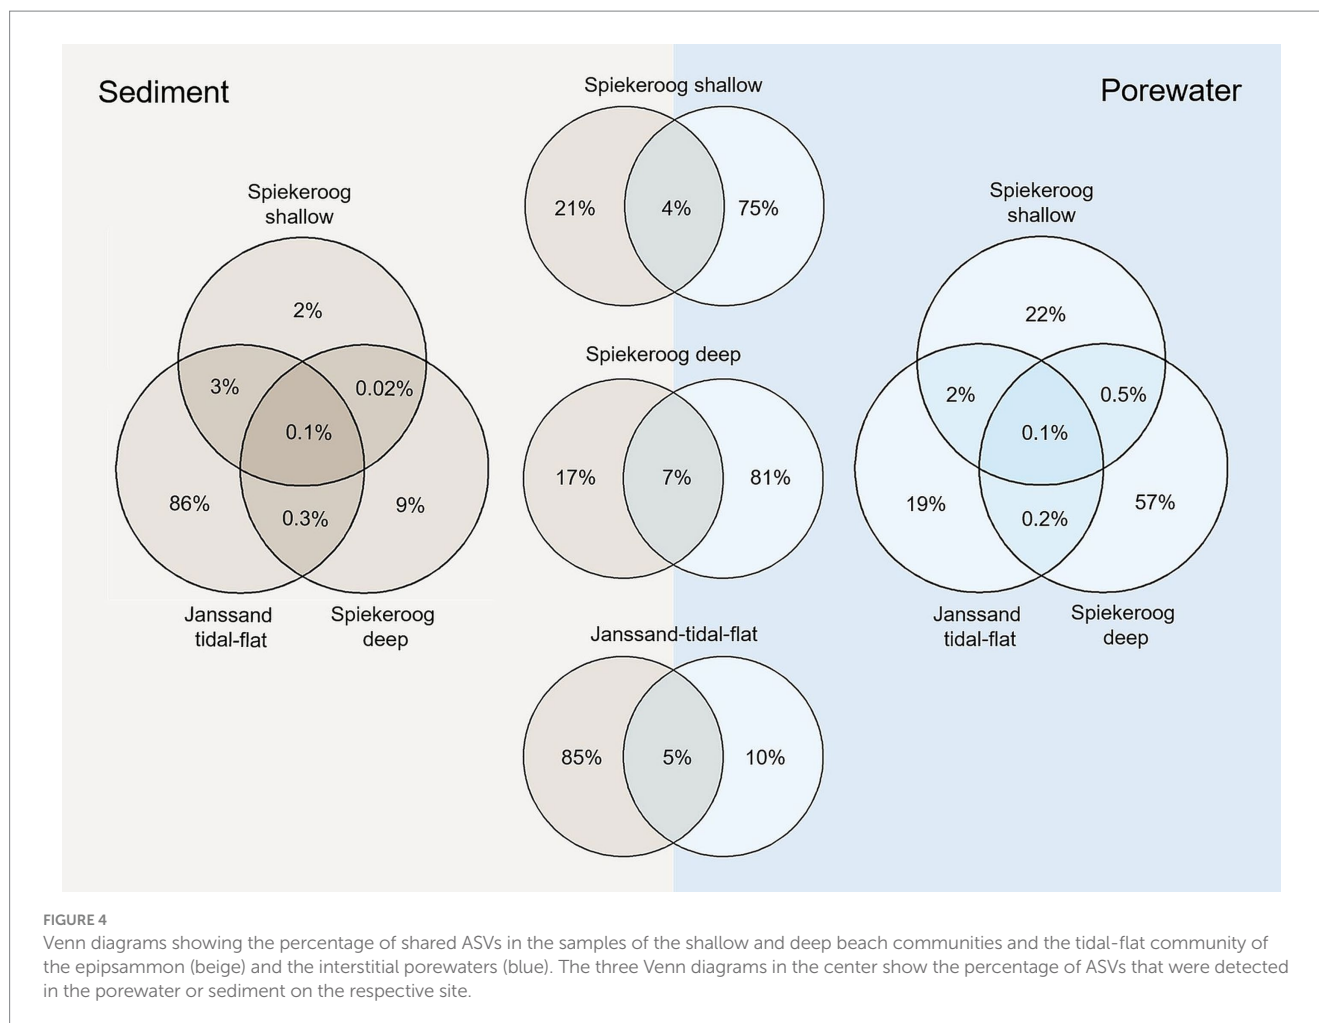 Sediment
Porewater
Spiekeroog
shallow
2%
3%
0.02%
0.1%
86%
0.3%
9%
Janssand
tidal-flat
Spiekeroog
deep
Spiekeroog shallow
21%
4%
75%
Spiekeroog deep
17%
7%
81%
Janssand-tidal-flat
85%
5%
10%
Spiekeroog
shallow
22%
2%
0.5%
0.1%
19%
0.2%
57%
Janssand
tidal-flat
Spiekeroog
deep
FIGURE 4
Venn diagrams showing the percentage of shared ASVs in the samples of the shallow and deep beach communities and the tidal-flat community of
the epipsammon (beige) and the interstitial porewaters (blue). The three Venn diagrams in the center show the percentage of ASVs that were detected
in the porewater or sediment on the respective site.